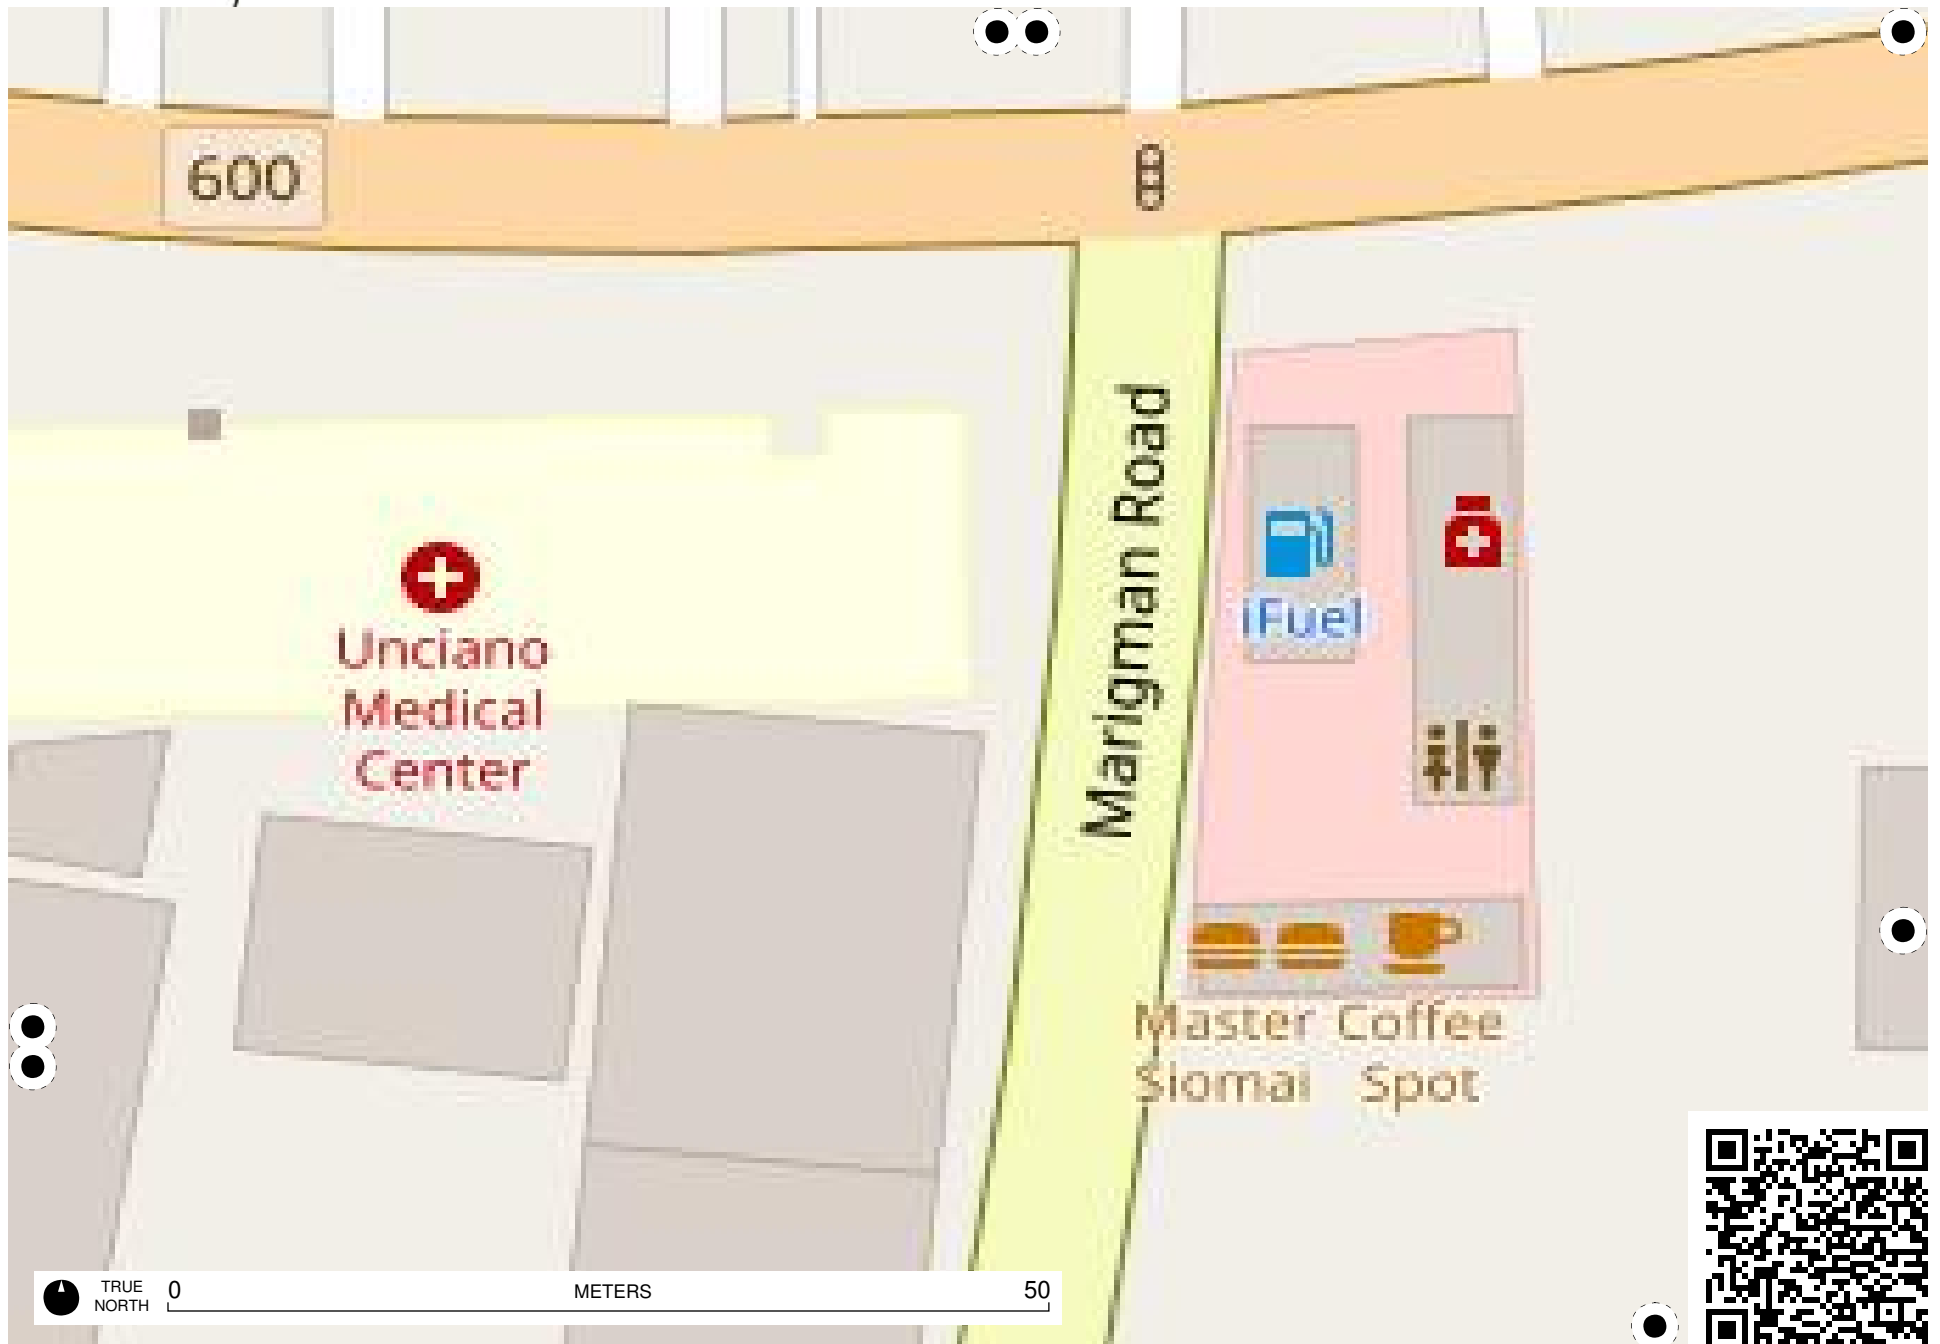 600
Marigman Road
iFuel
Unciano
Medical
Center
Master
Siomai
Coffee
Spot
TRUE
NORTH
0
METERS
50